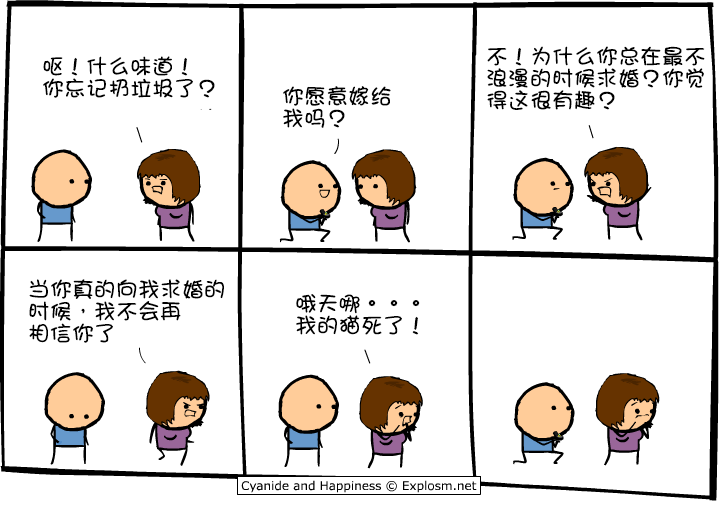 呕！什么味道！
你忘记扔垃圾了？
你愿意嫁给
我吗？
不！为什么你总在最不
浪漫的时候求婚？你觉
得这很有趣？
当你真的向我求婚的
时候，我不会再
相信你了
哦天哪···
我的猫死了！
Cyanide and Happiness © Explosm.net